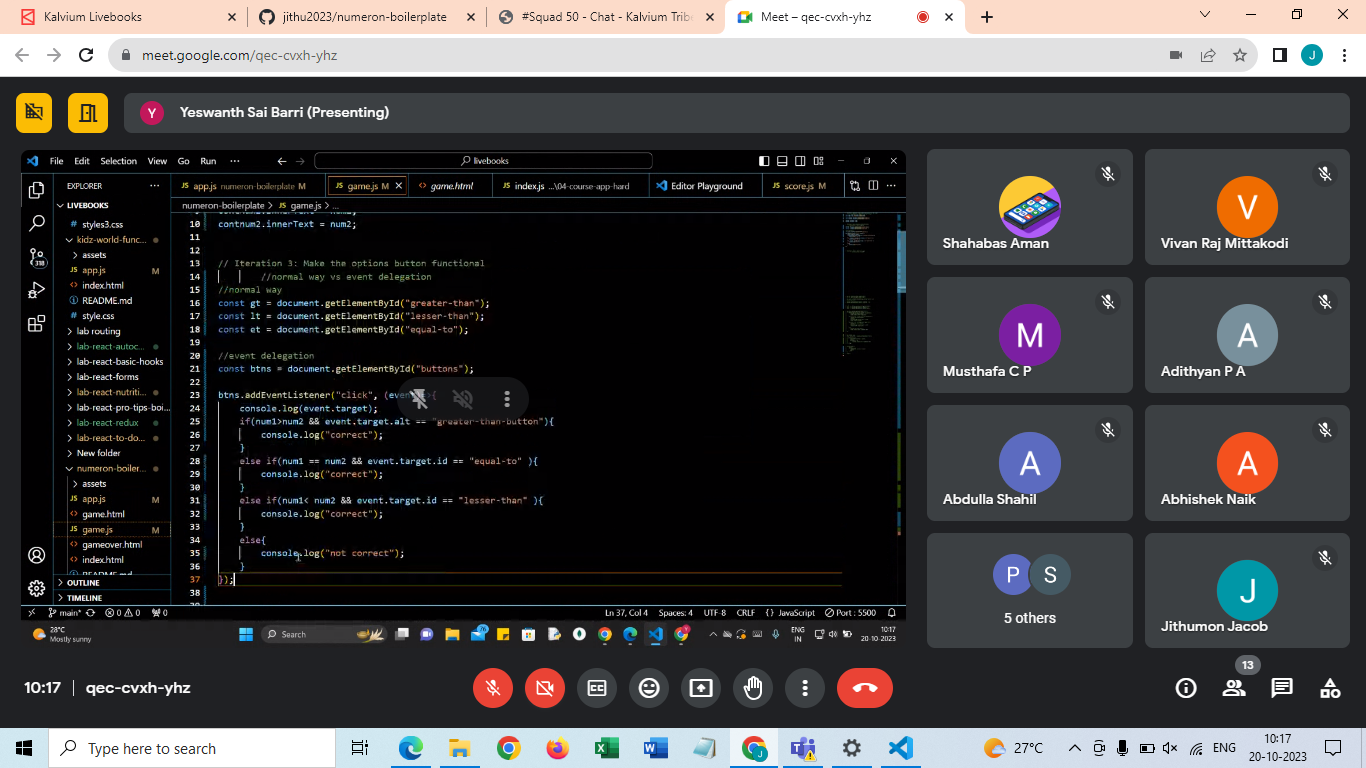 Kalvium Livebooks
jithu2023/numeron-boilerplate
#Squad 50 - Chat - Kalvium Tribe
Meet – qec-cvxh-yhz
meet.google.com/qec-cvxh-yhz
J
Y
Yeswanth Sai Barri (Presenting)
File Edit Selection View Go Run ···
livebooks
EXPLORER ···
JS app.js numeron-boilerplate M
JS game.js M
<> game.html
JS index.js ...\04-course-app-hard
Editor Playground
JS score.js M
numeron-boilerplate > JS game.js > ...
LIVEBOOKS
# styles3.css
kidz-world-func...
assets
JS app.js M
<> index.html
README.md
# style.css
lab routing
lab-react-autoc...
lab-react-basic-hooks
lab-react-forms
lab-react-nutriti...
lab-react-pro-tips-boi...
lab-react-redux
lab-react-to-do...
New folder
numeron-boiler...
assets
JS app.js M
<> game.html
JS game.js M
<> gameover.html
<> index.html
README.md M
OUTLINE
TIMELINE
318
10 contnum2.innerText = num2;
11
12
13 // Iteration 3: Make the options button functional
14 //normal way vs event delegation
15 //normal way
16 const gt = document.getElementById("greater-than");
17 const lt = document.getElementById("lesser-than");
18 const et = document.getElementById("equal-to");
19
20 //event delegation
21 const btns = document.getElementById("buttons");
22
23 btns.addEventListener("click", (event)=>{
24 console.log(event.target);
25 if(num1>num2 && event.target.alt == "greater-than-button"){
26 console.log("correct");
27 }
28 else if(num1 == num2 && event.target.id == "equal-to" ){
29 console.log("correct");
30 }
31 else if(num1< num2 && event.target.id == "lesser-than" ){
32 console.log("correct");
33 }
34 else{
35 console.log("not correct");
36 }
37 });
38
main* 0 0 0 Ln 37, Col 4 Spaces: 4 UTF-8 CRLF {} JavaScript Port : 5500
28°C
Mostly sunny
Search
ENG
IN
10:17
20-10-2023
Shahabas Aman
V
Vivan Raj Mittakodi
M
Musthafa C P
A
Adithyan P A
A
Abdulla Shahil
A
Abhishek Naik
P S
5 others
J
Jithumon Jacob
10:17 | qec-cvxh-yhz
13
Type here to search
27°C
ENG
10:17
20-10-2023